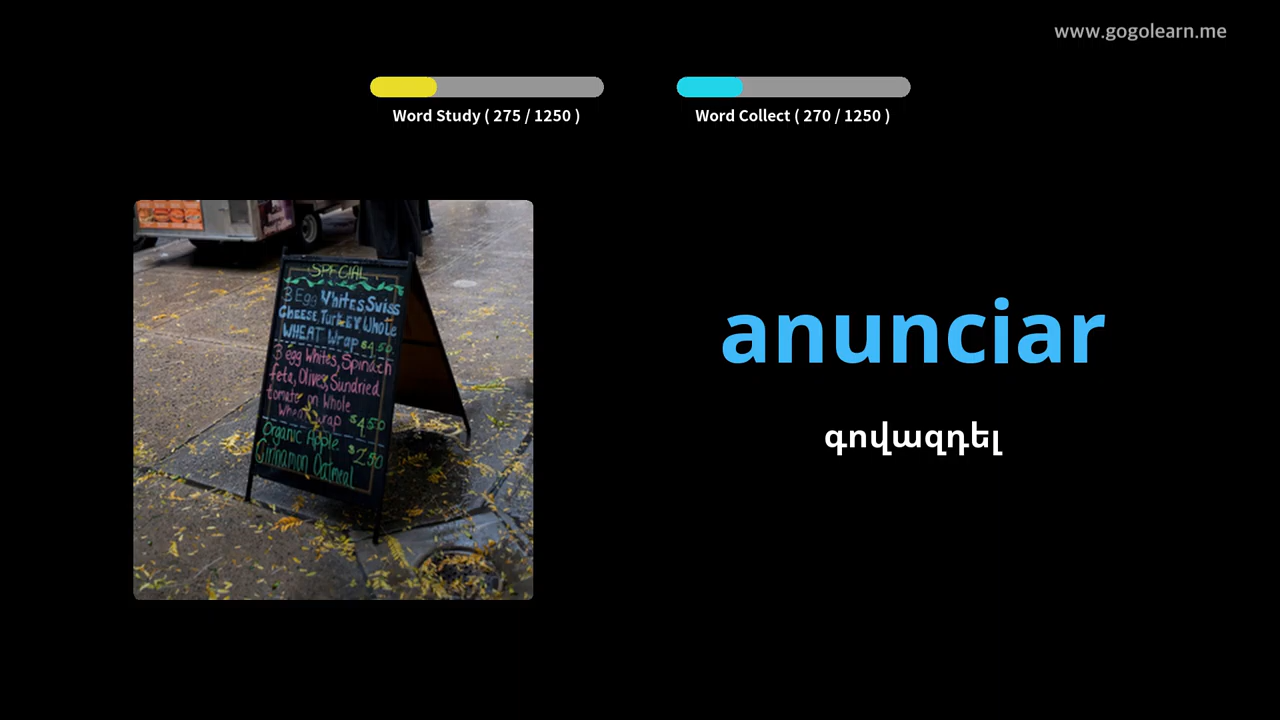 www.gogolearn.me
Word Study ( 275 / 1250 )
Word Collect ( 270 / 1250 )
SPECIAL
3 Egg Whites, Swiss
Cheese, Turkey Whole
WHEAT Wrap $4.50
3 egg Whites, Spinach
feta, Olives, Sundried
tomato on Whole
Wheat Wrap $4.50
Organic Apple
Cinnamon Oatmeal $2.50
anunciar
գովազդել